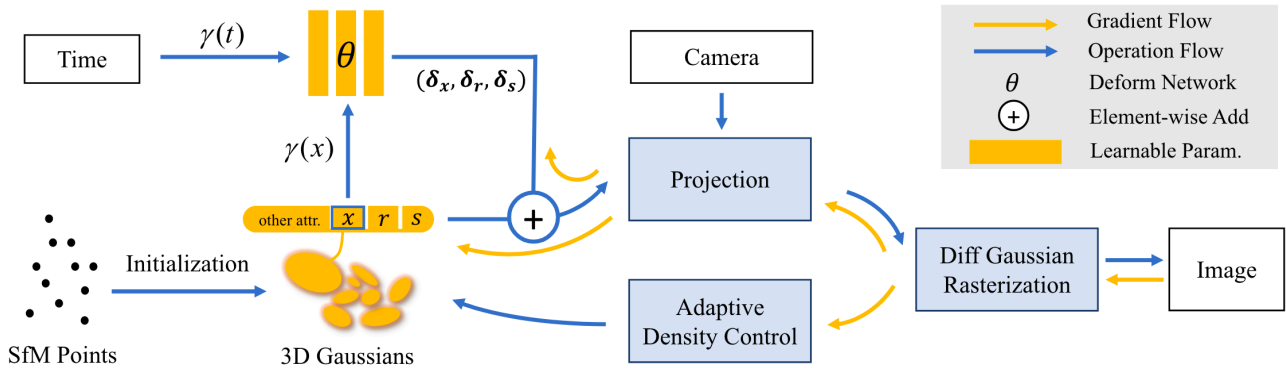 Time
γ(t)
θ
(δx, δr, δs)
Camera
γ(x)
Projection
other attr.
x
r
s
+
SfM Points
Initialization
3D Gaussians
Adaptive
Density Control
Diff Gaussian
Rasterization
Image
Gradient Flow
Operation Flow
θ
Deform Network
+
Element-wise Add
Learnable Param.